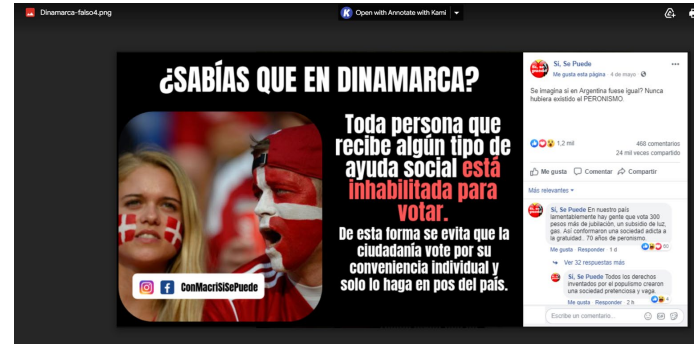 Dinamarca-falso4.png
K Open with Annotate with Kami
¿SABÍAS QUE EN DINAMARCA?
Toda persona que
recibe algún tipo de
ayuda social está
inhabilitada para
votar.
De esta forma se evita que la
ciudadanía vote por su
conveniencia individual y
solo lo haga en pos del país.
ConMacriSiSePuede
Sí, Se Puede
Me gusta esta página · 4 de mayo
Se imagina si en Argentina fuese igual? Nunca
hubiera existido el PERONISMO.
1,2 mil
468 comentarios
24 mil veces compartido
Me gusta Comentar Compartir
Más relevantes
Sí, Se Puede En nuestro país
lamentablemente hay gente que vota 300
pesos más de jubilación, un subsidio de luz,
gas. Así conformaron una sociedad adicta a
la gratuidad.. 70 años de peronismo.
Me gusta · Responder · 1 d
Ver 32 respuestas más
Sí, Se Puede Todos los derechos
inventados por el populismo crearon
una sociedad pretenciosa y vaga.
Me gusta · Responder · 2 h
Escribe un comentario...
GIF